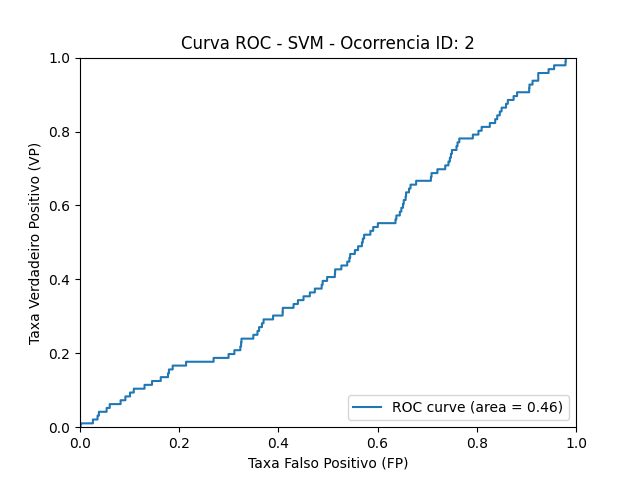 Curva ROC - SVM - Ocorrencia ID: 2
Taxa Verdadeiro Positivo (VP)
1.0
0.8
0.6
0.4
0.2
0.0
ROC curve (area = 0.46)
0.0 0.2 0.4 0.6 0.8 1.0
Taxa Falso Positivo (FP)